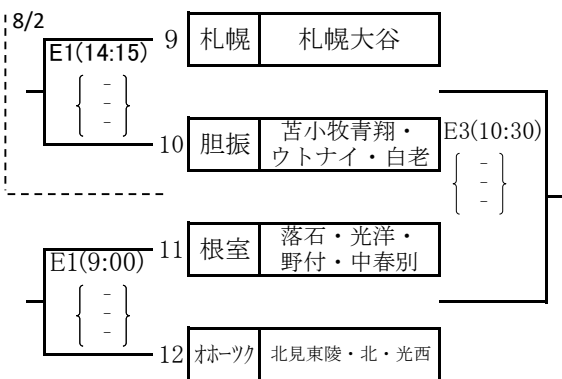 8/2
E1(14:15)
9 札幌 札幌大谷
10 胆振 苫小牧青翔・
ウトナイ・白老
E3(10:30)
11 根室 落石・光洋・
野付・中春別
E1(9:00)
12 オホーツク 北見東陵・北・光西